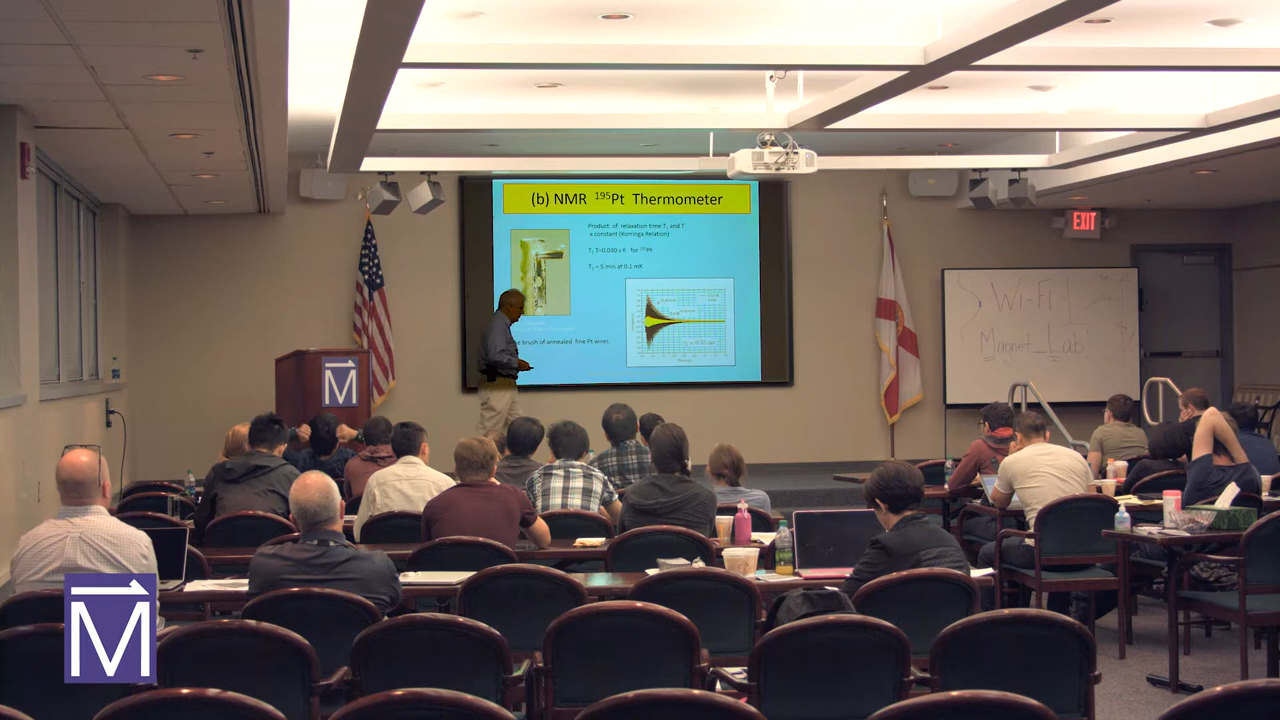 (b) NMR ¹⁹⁵Pt Thermometer
Product of relaxation time T₁ and T
a constant (Korringa Relation)
T₁ T=0.030 s K for ¹⁹⁵Pt
T₁ = 5 min at 0.1 mK
brush of annealed fine Pt wires.
EXIT
Wi-Fi
Magnet_Lab
M
M